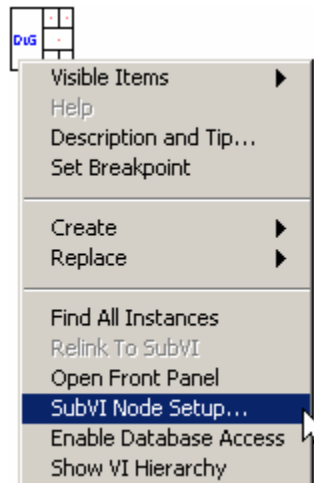 DtG
Visible Items
Help
Description and Tip...
Set Breakpoint
Create
Replace
Find All Instances
Relink To SubVI
Open Front Panel
SubVI Node Setup...
Enable Database Access
Show VI Hierarchy